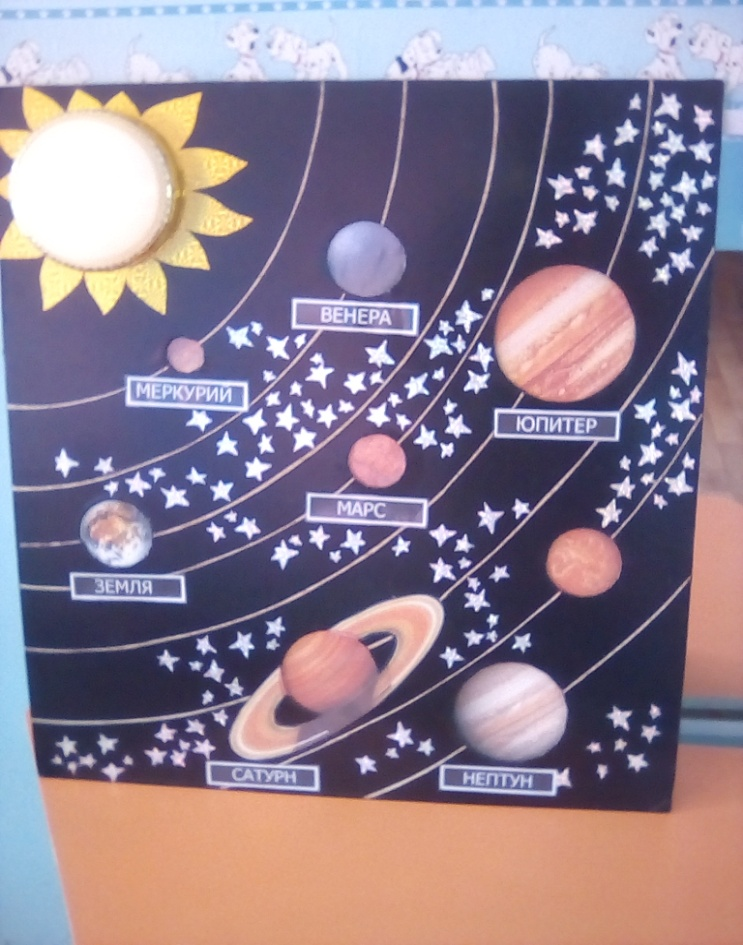 ВЕНЕРА
МЕРКУРИЙ
ЮПИТЕР
МАРС
ЗЕМЛЯ
САТУРН
НЕПТУН